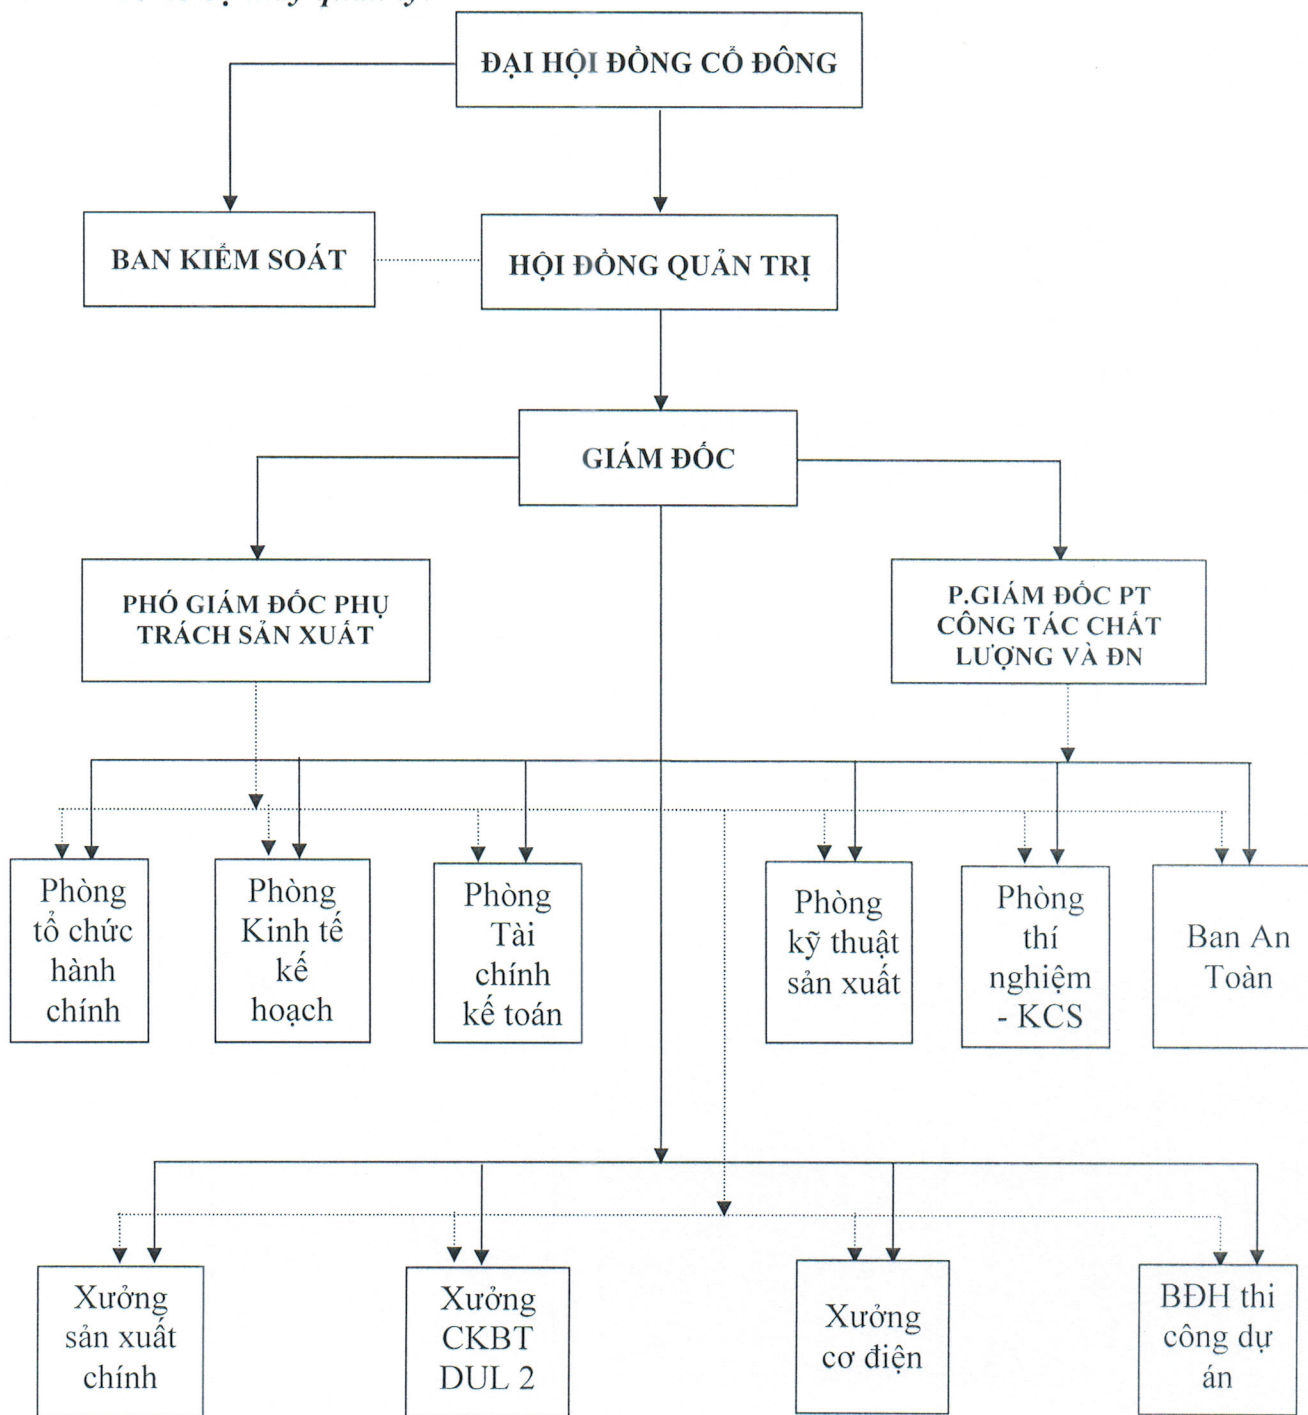 ĐẠI HỘI ĐỒNG CỔ ĐÔNG
BAN KIỂM SOÁT
HỘI ĐỒNG QUẢN TRỊ
GIÁM ĐỐC
PHÓ GIÁM ĐỐC PHỤ
TRÁCH SẢN XUẤT
P.GIÁM ĐỐC PT
CÔNG TÁC CHẤT
LƯỢNG VÀ ĐN
Phòng
tổ chức
hành
chính
Phòng
Kinh tế
kế
hoạch
Phòng
Tài
chính
kế toán
Phòng
kỹ thuật
sản xuất
Phòng
thí
nghiệm
- KCS
Ban An
Toàn
Xưởng
sản xuất
chính
Xưởng
CKBT
DUL 2
Xưởng
cơ điện
BĐH thi
công dự
án